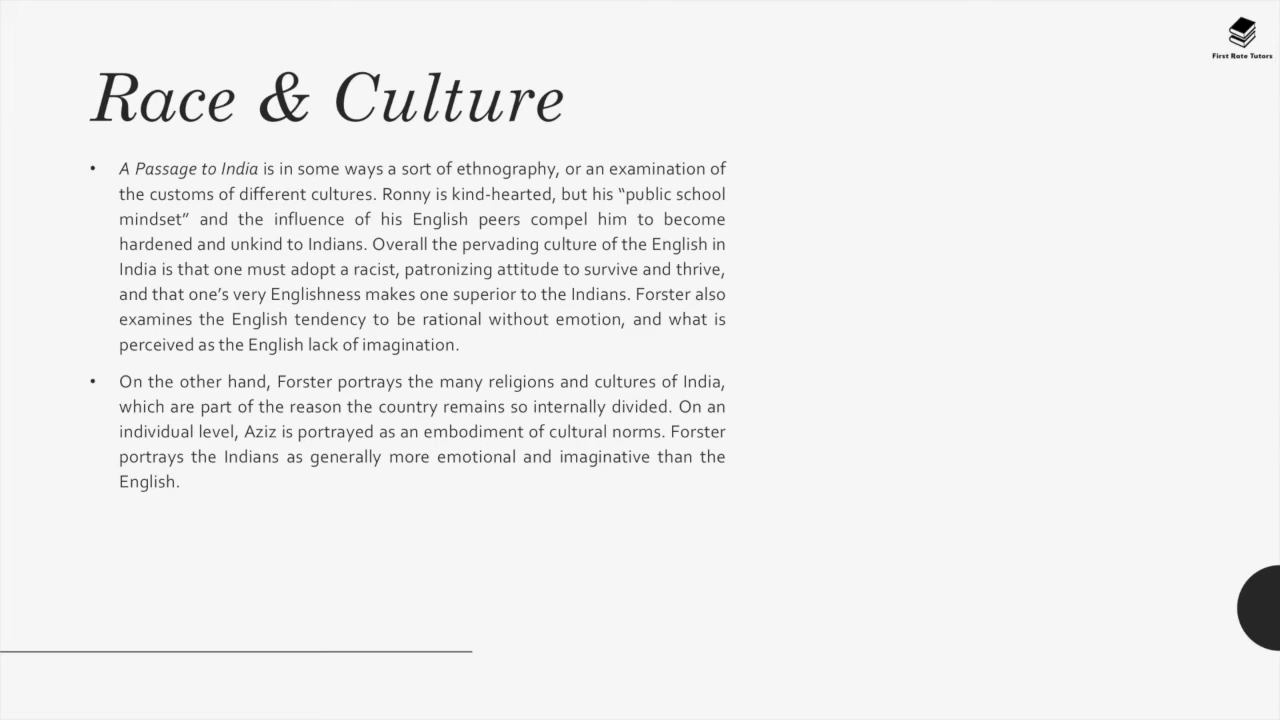 First Rate Tutors
Race & Culture
• A Passage to India is in some ways a sort of ethnography, or an examination of
the customs of different cultures. Ronny is kind-hearted, but his “public school
mindset” and the influence of his English peers compel him to become
hardened and unkind to Indians. Overall the pervading culture of the English in
India is that one must adopt a racist, patronizing attitude to survive and thrive,
and that one’s very Englishness makes one superior to the Indians. Forster also
examines the English tendency to be rational without emotion, and what is
perceived as the English lack of imagination.
• On the other hand, Forster portrays the many religions and cultures of India,
which are part of the reason the country remains so internally divided. On an
individual level, Aziz is portrayed as an embodiment of cultural norms. Forster
portrays the Indians as generally more emotional and imaginative than the
English.